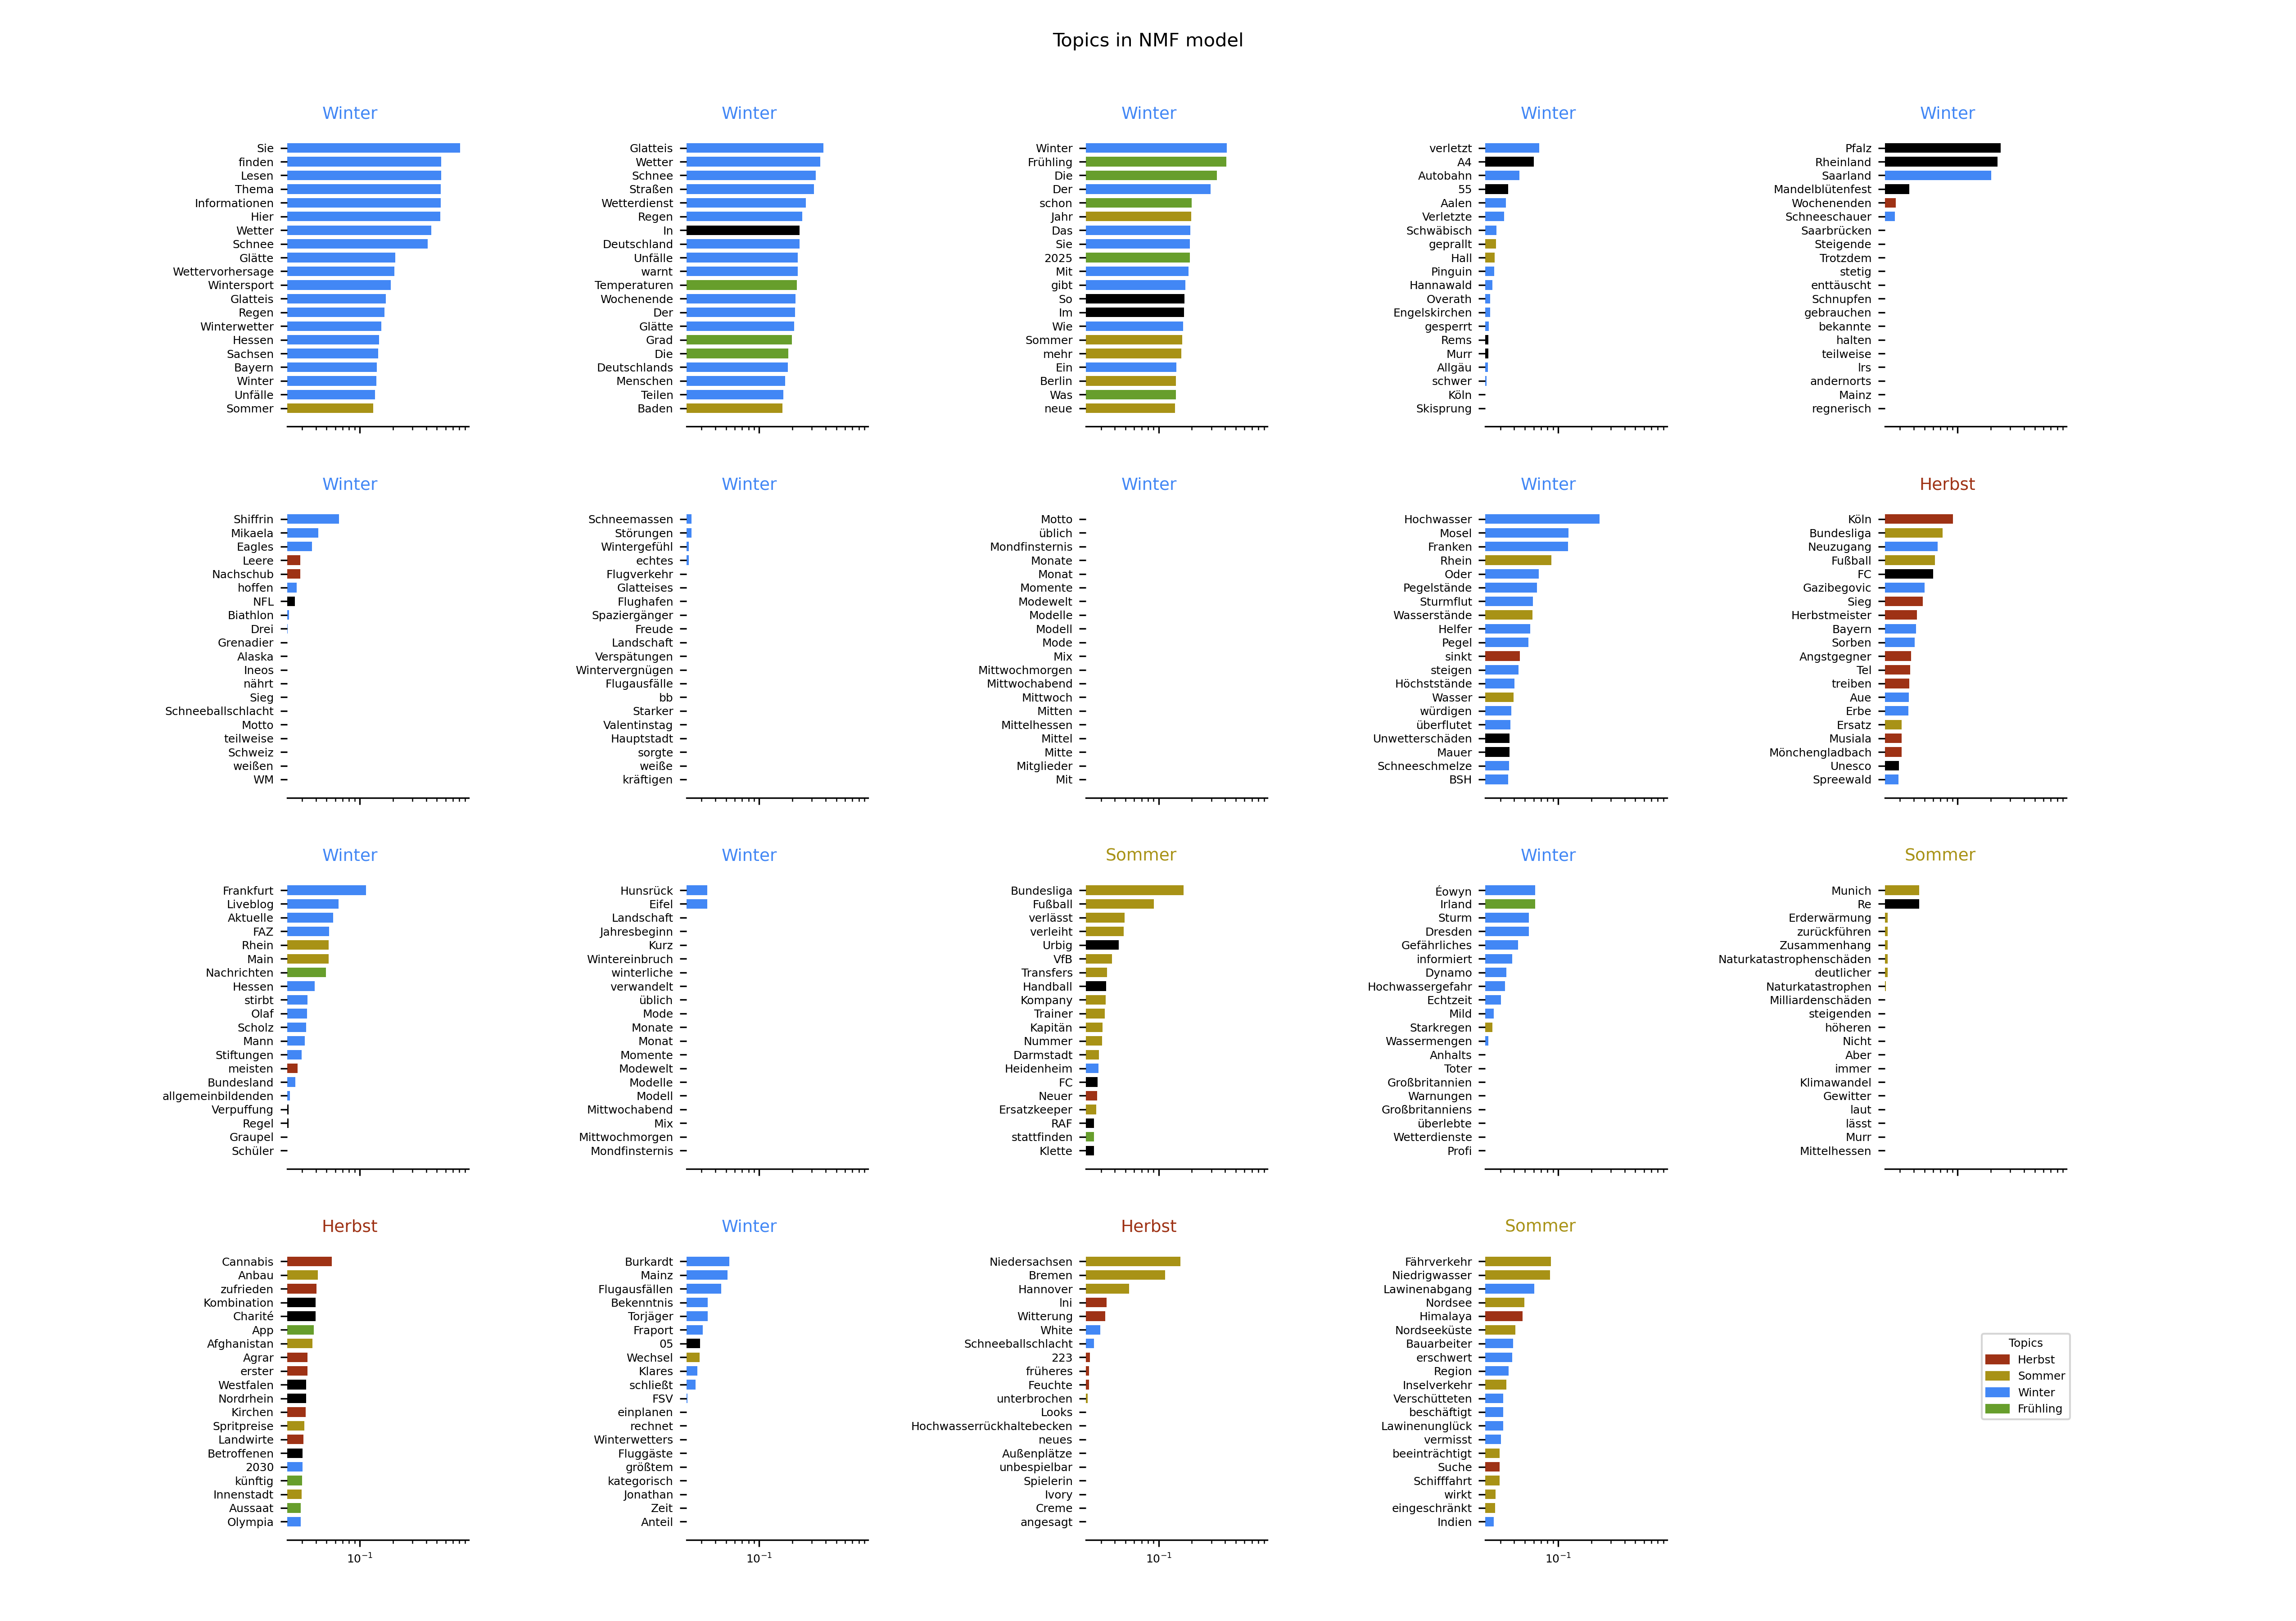 Topics in NMF model
Winter
Sie
finden
Lesen
Thema
Informationen
Hier
Wetter
Schnee
Glätte
Wettervorhersage
Wintersport
Glatteis
Regen
Winterwetter
Hessen
Sachsen
Bayern
Winter
Unfälle
Sommer
Winter
Glatteis
Wetter
Schnee
Straßen
Wetterdienst
Regen
In
Deutschland
Unfälle
warnt
Temperaturen
Wochenende
Der
Glätte
Grad
Die
Deutschlands
Menschen
Teilen
Baden
Winter
Winter
Frühling
Die
Der
schon
Jahr
Das
Sie
2025
Mit
gibt
So
Im
Wie
Sommer
mehr
Ein
Berlin
Was
neue
Winter
verletzt
A4
Autobahn
55
Aalen
Verletzte
Schwäbisch
geprallt
Hall
Pinguin
Hannawald
Overath
Engelskirchen
gesperrt
Rems
Murr
Allgäu
schwer
Köln
Skisprung
Winter
Pfalz
Rheinland
Saarland
Mandelblütenfest
Wochenenden
Schneeschauer
Saarbrücken
Steigende
Trotzdem
stetig
enttäuscht
Schnupfen
gebrauchen
bekannte
halten
teilweise
Irs
andernorts
Mainz
regnerisch
Winter
Shiffrin
Mikaela
Eagles
Leere
Nachschub
hoffen
NFL
Biathlon
Drei
Grenadier
Alaska
Ineos
nährt
Sieg
Schneeballschlacht
Motto
teilweise
Schweiz
weißen
WM
Winter
Schneemassen
Störungen
Wintergefühl
echtes
Flugverkehr
Glatteises
Flughafen
Spaziergänger
Freude
Landschaft
Verspätungen
Wintervergnügen
Flugausfälle
bb
Starker
Valentinstag
Hauptstadt
sorgte
weiße
kräftigen
Winter
Motto
üblich
Mondfinsternis
Monate
Monat
Momente
Modewelt
Modelle
Modell
Mode
Mix
Mittwochmorgen
Mittwochabend
Mittwoch
Mitten
Mittelhessen
Mittel
Mitte
Mitglieder
Mit
Winter
Hochwasser
Mosel
Franken
Rhein
Oder
Pegelstände
Sturmflut
Wasserstände
Helfer
Pegel
sinkt
steigen
Höchststände
Wasser
würdigen
überflutet
Unwetterschäden
Mauer
Schneeschmelze
BSH
Herbst
Köln
Bundesliga
Neuzugang
Fußball
FC
Gazibegovic
Sieg
Herbstmeister
Bayern
Sorben
Angstgegner
Tel
treiben
Aue
Erbe
Ersatz
Musiala
Mönchengladbach
Unesco
Spreewald
Winter
Frankfurt
Liveblog
Aktuelle
FAZ
Rhein
Main
Nachrichten
Hessen
stirbt
Olaf
Scholz
Mann
Stiftungen
meisten
Bundesland
allgemeinbildenden
Verpuffung
Regel
Graupel
Schüler
Winter
Hunsrück
Eifel
Landschaft
Jahresbeginn
Kurz
Wintereinbruch
winterliche
verwandelt
üblich
Mode
Monate
Monat
Momente
Modewelt
Modelle
Modell
Mittwochabend
Mix
Mittwochmorgen
Mondfinsternis
Sommer
Bundesliga
Fußball
verlässt
verleiht
Urbig
VfB
Transfers
Handball
Kompany
Trainer
Kapitän
Nummer
Darmstadt
Heidenheim
FC
Neuer
Ersatzkeeper
RAF
stattfinden
Klette
Winter
Éowyn
Irland
Sturm
Dresden
Gefährliches
informiert
Dynamo
Hochwassergefahr
Echtzeit
Mild
Starkregen
Wassermengen
Anhalts
Toter
Großbritannien
Warnungen
Großbritanniens
überlebte
Wetterdienste
Profi
Sommer
Munich
Re
Erderwärmung
zurückführen
Zusammenhang
Naturkatastrophenschäden
deutlicher
Naturkatastrophen
Milliardenschäden
steigenden
höheren
Nicht
Aber
immer
Klimawandel
Gewitter
laut
lässt
Murr
Mittelhessen
Herbst
Cannabis
Anbau
zufrieden
Kombination
Charité
App
Afghanistan
Agrar
erster
Westfalen
Nordrhein
Kirchen
Spritpreise
Landwirte
Betroffenen
2030
künftig
Innenstadt
Aussaat
Olympia
10⁻¹
Winter
Burkardt
Mainz
Flugausfällen
Bekenntnis
Torjäger
Fraport
05
Wechsel
Klares
schließt
FSV
einplanen
rechnet
Winterwetters
Fluggäste
größtem
kategorisch
Jonathan
Zeit
Anteil
10⁻¹
Herbst
Niedersachsen
Bremen
Hannover
Ini
Witterung
White
Schneeballschlacht
223
früheres
Feuchte
unterbrochen
Looks
Hochwasserrückhaltebecken
neues
Außenplätze
unbespielbar
Spielerin
Ivory
Creme
angesagt
10⁻¹
Sommer
Fährverkehr
Niedrigwasser
Lawinenabgang
Nordsee
Himalaya
Nordseeküste
Bauarbeiter
erschwert
Region
Inselverkehr
Verschütteten
beschäftigt
Lawinenunglück
vermisst
beeinträchtigt
Suche
Schifffahrt
wirkt
eingeschränkt
Indien
10⁻¹
Topics
Herbst
Sommer
Winter
Frühling